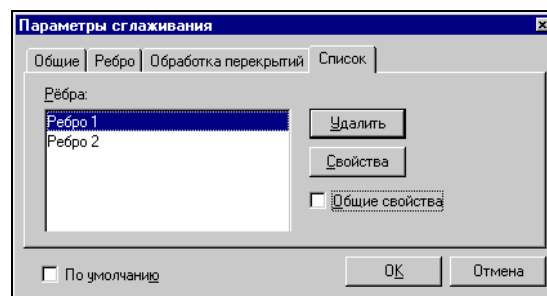 Параметры сглаживания
Общие Ребро Обработка перекрытий Список
Рёбра:
Ребро 1
Ребро 2
Удалить
Свойства
Общие свойства
По умолчанию
OK
Отмена